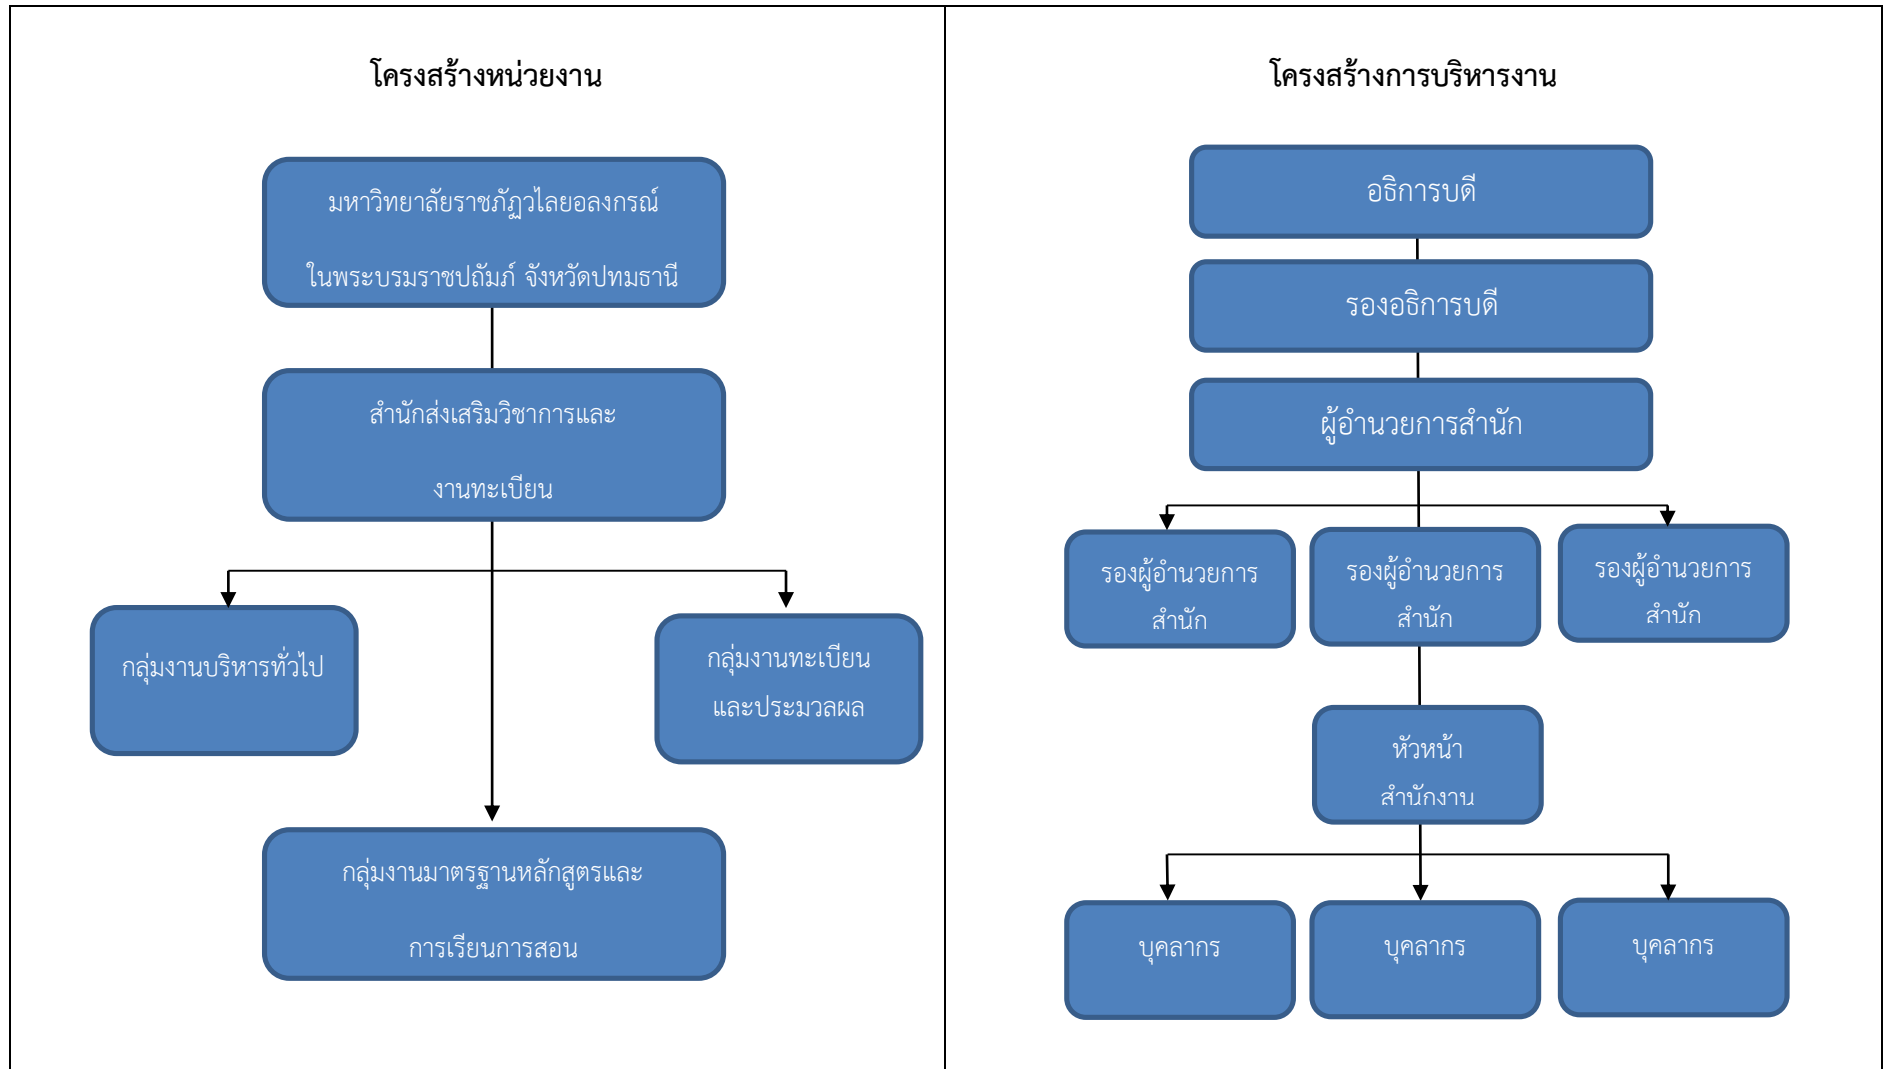 โครงสร้างหน่วยงาน
มหาวิทยาลัยราชภัฏวไลยอลงกรณ์
ในพระบรมราชปถัมภ์ จังหวัดปทมธานี
สำนักส่งเสริมวิชาการและ
งานทะเบียน
กลุ่มงานบริหารทั่วไป
กลุ่มงานทะเบียน
และประมวลผล
กลุ่มงานมาตรฐานหลักสูตรและ
การเรียนการสอน
โครงสร้างการบริหารงาน
อธิการบดี
รองอธิการบดี
ผู้อำนวยการสำนัก
รองผู้อำนวยการ
สำนัก
รองผู้อำนวยการ
สำนัก
รองผู้อำนวยการ
สำนัก
หัวหน้า
สำนักงาน
บุคลากร
บุคลากร
บุคลากร